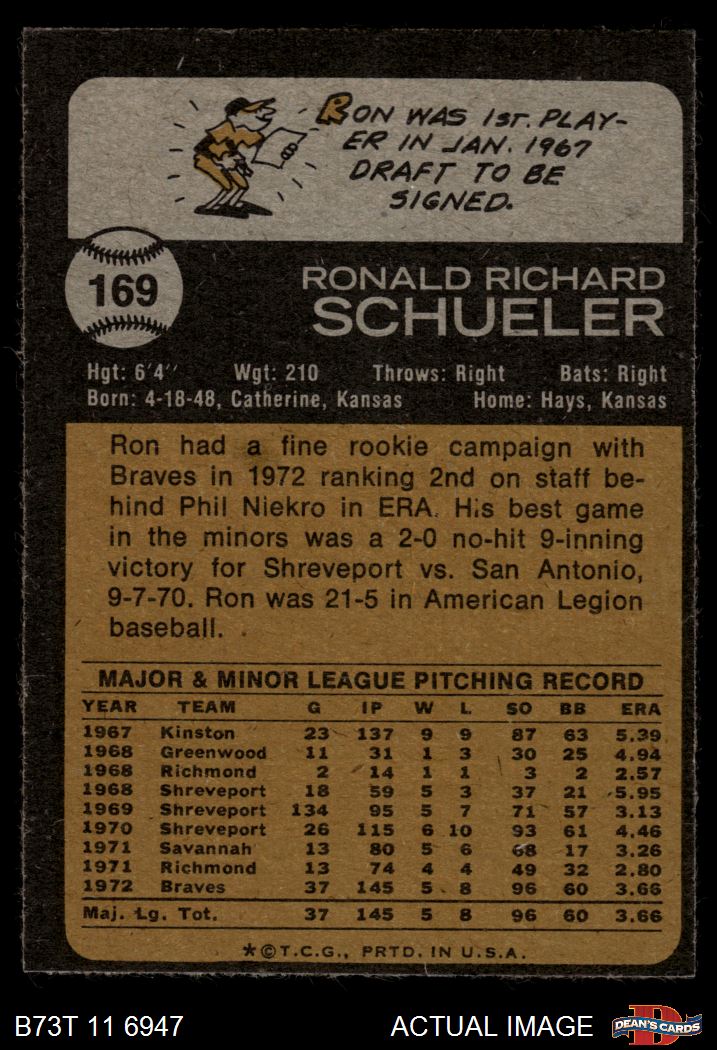 RON WAS 1ST. PLAY-
ER IN JAN. 1967
DRAFT TO BE
SIGNED.
169
RONALD RICHARD
SCHUELER
Hgt: 6'4" Wgt: 210 Throws: Right Bats: Right
Born: 4-18-48, Catherine, Kansas Home: Hays, Kansas
Ron had a fine rookie campaign with
Braves in 1972 ranking 2nd on staff be-
hind Phil Niekro in ERA. His best game
in the minors was a 2-0 no-hit 9-inning
victory for Shreveport vs. San Antonio,
9-7-70. Ron was 21-5 in American Legion
baseball.
MAJOR & MINOR LEAGUE PITCHING RECORD
YEAR TEAM G IP W L SO BB ERA
1967 Kinston 23 137 9 9 87 63 5.39
1968 Greenwood 11 31 1 3 30 25 4.94
1968 Richmond 2 14 1 1 3 2 2.57
1968 Shreveport 18 59 5 3 37 21 5.95
1969 Shreveport 134 95 5 7 71 57 3.13
1970 Shreveport 26 115 6 10 93 61 4.46
1971 Savannah 13 80 5 6 68 17 3.26
1971 Richmond 13 74 4 4 49 32 2.80
1972 Braves 37 145 5 8 96 60 3.66
Maj. Lg. Tot. 37 145 5 8 96 60 3.66
*©T.C.G., PRTD. IN U.S.A.
B73T 11 6947 ACTUAL IMAGE D DEAN'S CARDS